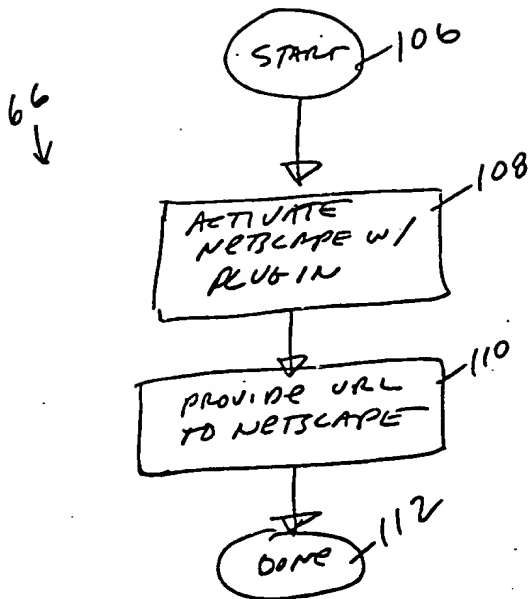 START
106
66
108
ACTIVATE
NETSCAPE W/
PLUGIN
110
PROVIDE URL
TO NETSCAPE
112
DONE